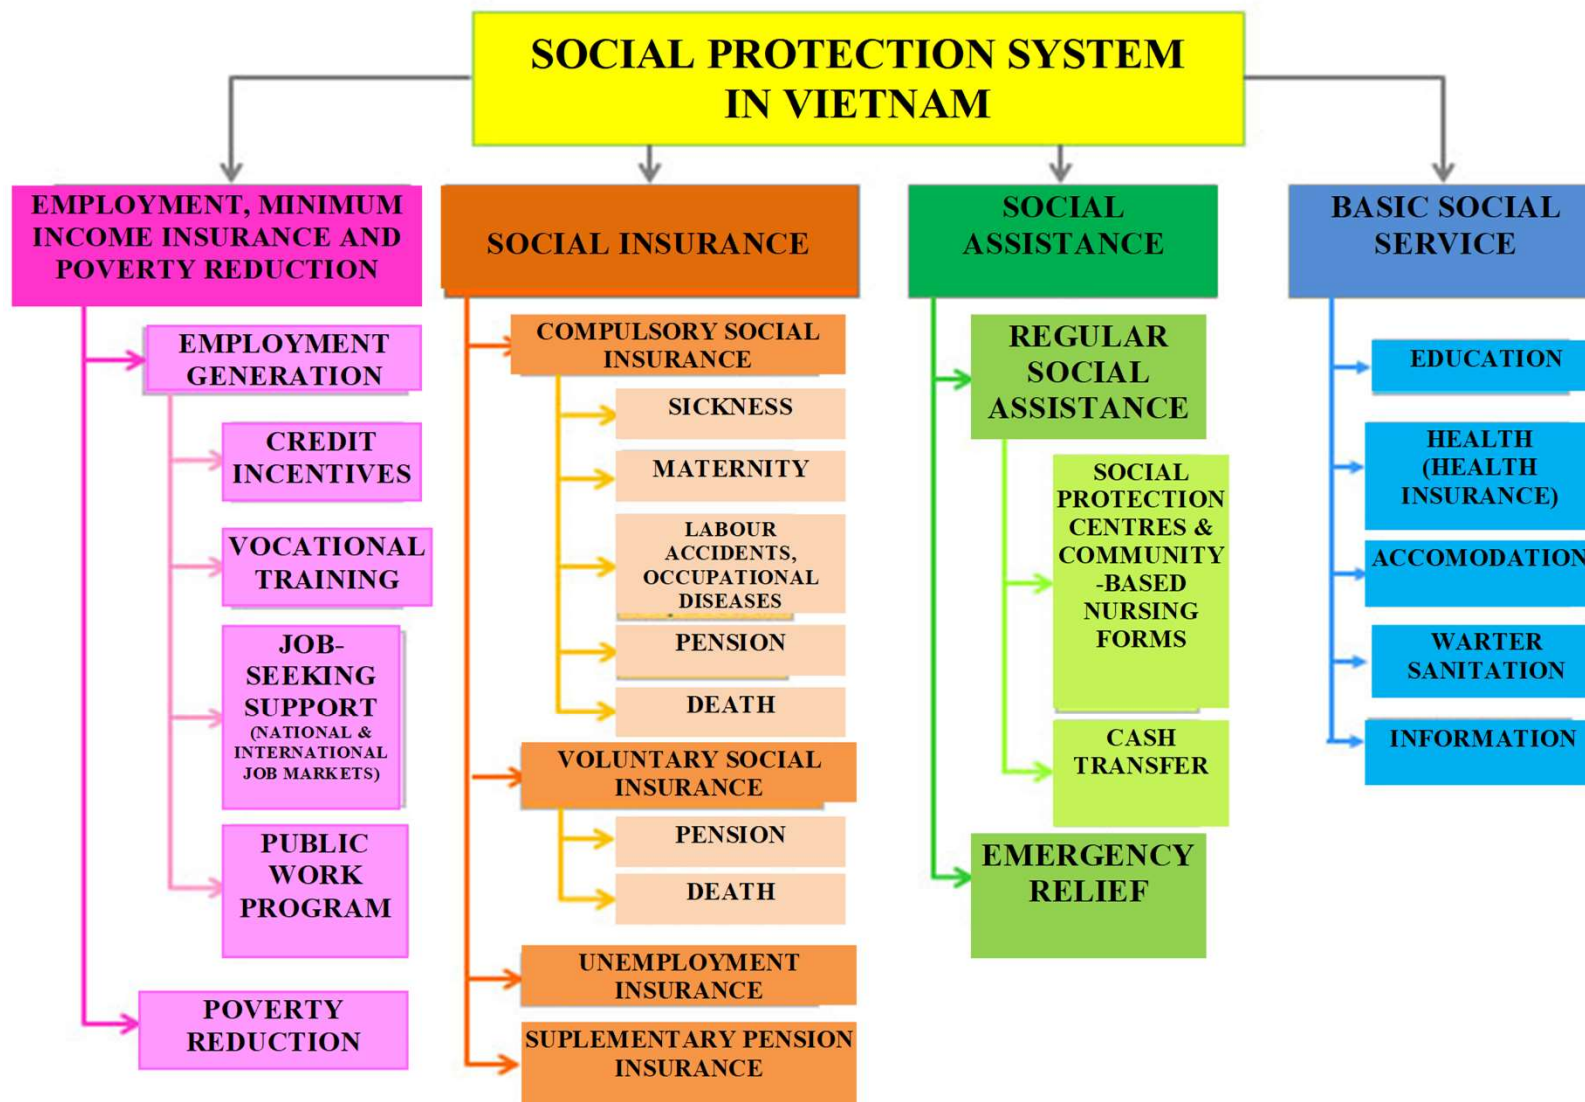 SOCIAL PROTECTION SYSTEM
IN VIETNAM
EMPLOYMENT, MINIMUM
INCOME INSURANCE AND
POVERTY REDUCTION
EMPLOYMENT
GENERATION
CREDIT
INCENTIVES
VOCATIONAL
TRAINING
JOB-
SEEKING
SUPPORT
(NATIONAL &
INTERNATIONAL
JOB MARKETS)
PUBLIC
WORK
PROGRAM
POVERTY
REDUCTION
SOCIAL INSURANCE
COMPULSORY SOCIAL
INSURANCE
SICKNESS
MATERNITY
LABOUR
ACCIDENTS,
OCCUPATIONAL
DISEASES
PENSION
DEATH
VOLUNTARY SOCIAL
INSURANCE
PENSION
DEATH
UNEMPLOYMENT
INSURANCE
SUPLEMENTARY PENSION
INSURANCE
SOCIAL
ASSISTANCE
REGULAR
SOCIAL
ASSISTANCE
SOCIAL
PROTECTION
CENTRES &
COMMUNITY
-BASED
NURSING
FORMS
CASH
TRANSFER
EMERGENCY
RELIEF
BASIC SOCIAL
SERVICE
EDUCATION
HEALTH
(HEALTH
INSURANCE)
ACCOMODATION
WARTER
SANITATION
INFORMATION